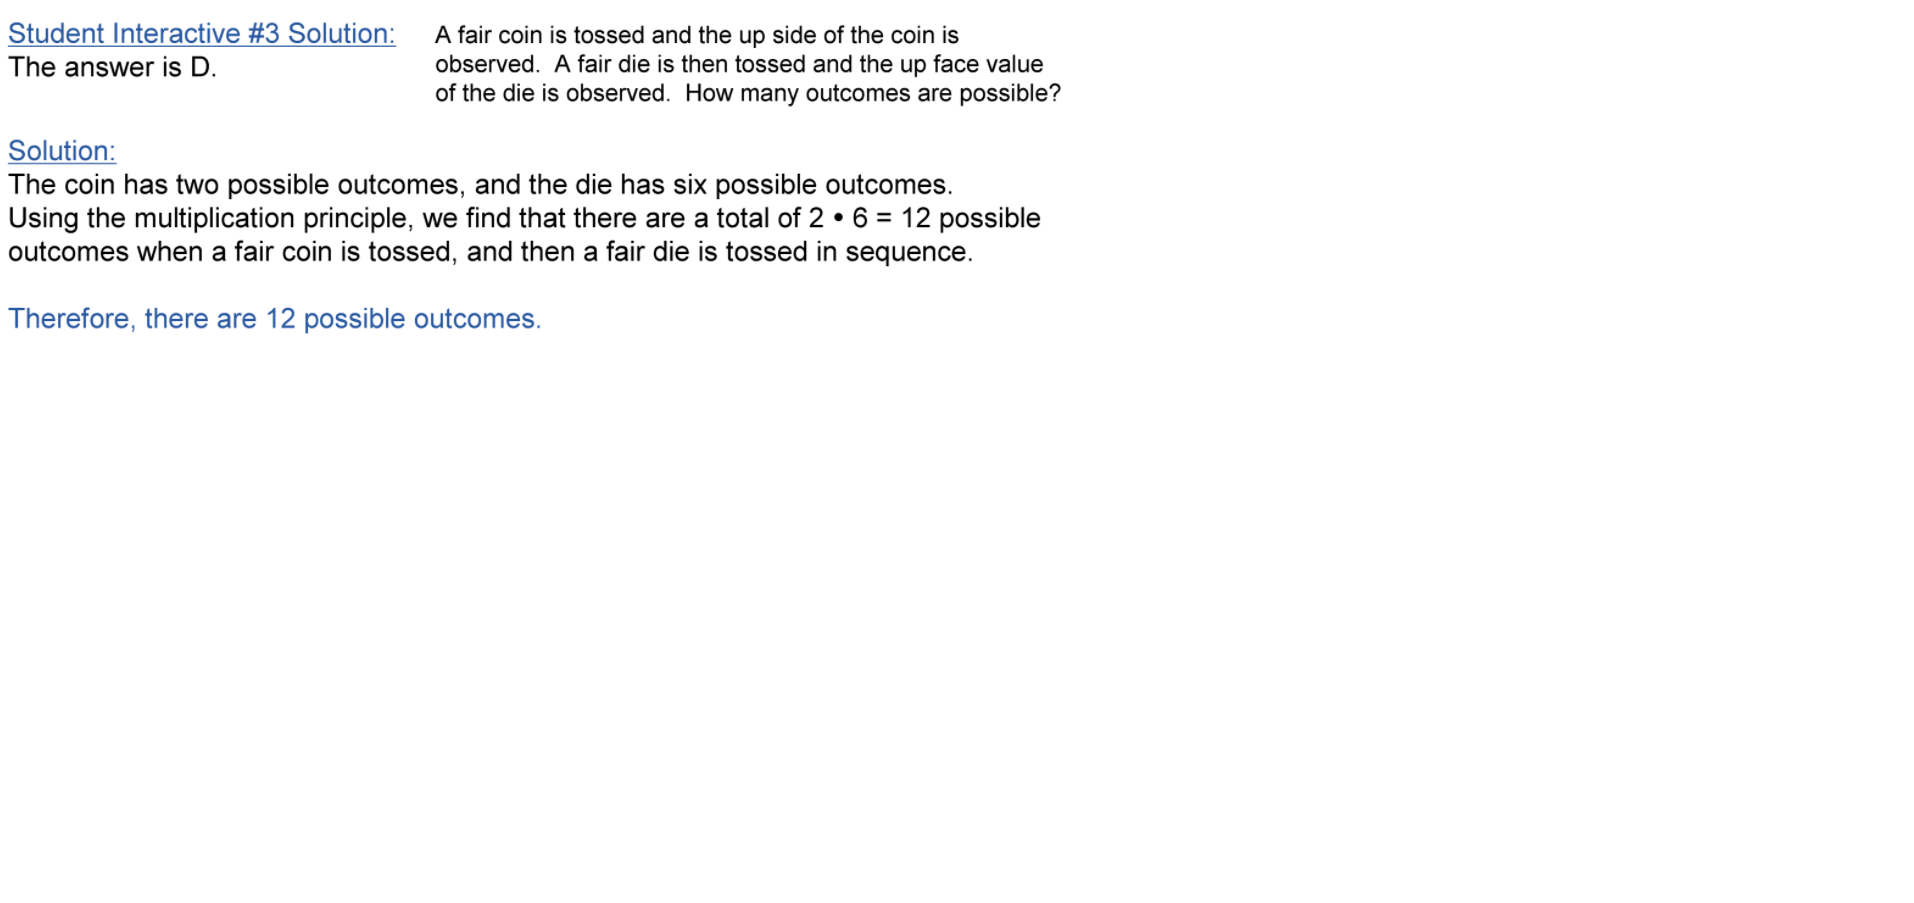 Student Interactive #3 Solution:
The answer is D.
A fair coin is tossed and the up side of the coin is
observed.  A fair die is then tossed and the up face value
of the die is observed.  How many outcomes are possible?
Solution:
The coin has two possible outcomes, and the die has six possible outcomes.
Using the multiplication principle, we find that there are a total of 2 • 6 = 12 possible
outcomes when a fair coin is tossed, and then a fair die is tossed in sequence.
Therefore, there are 12 possible outcomes.